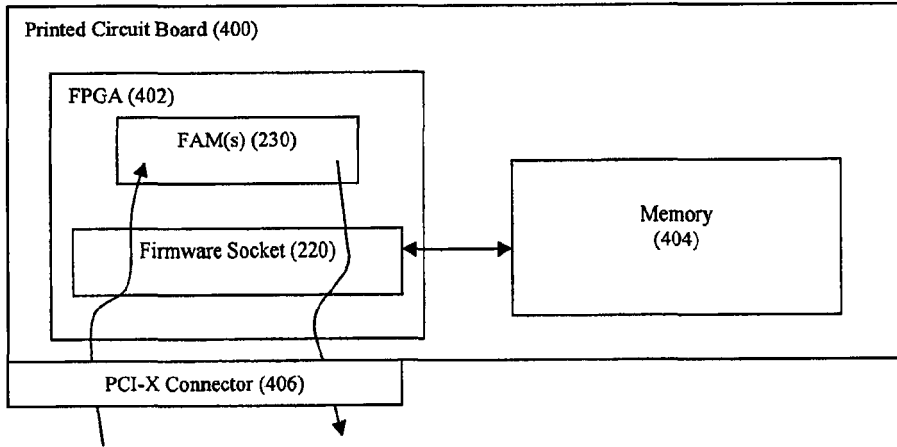 Printed Circuit Board (400)
FPGA (402)
FAM(s) (230)
Firmware Socket (220)
Memory
(404)
PCI-X Connector (406)